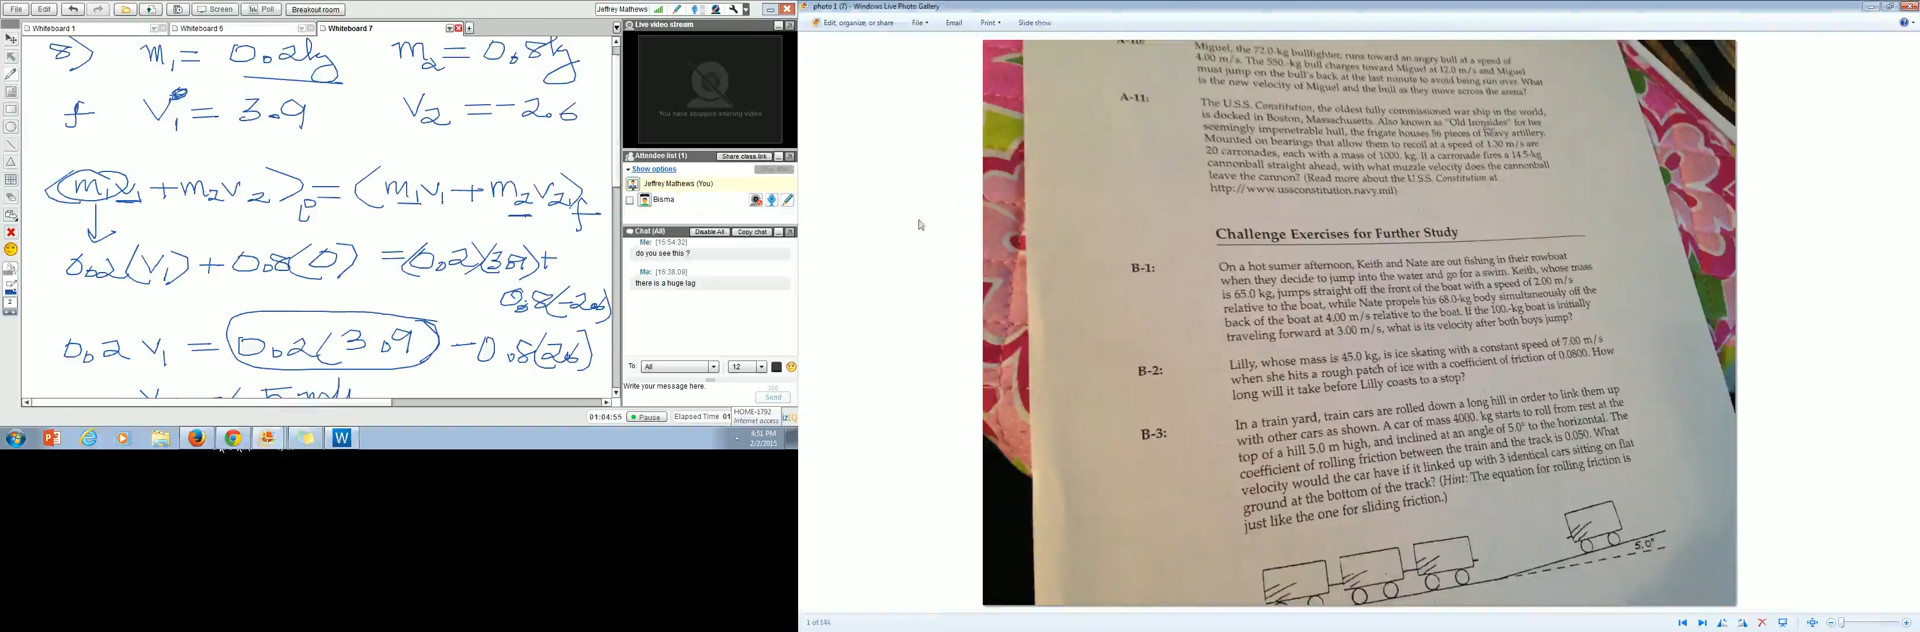 File
Edit
Screen
Poll
Breakout room
Jeffrey Mathews
Whiteboard 1
Whiteboard 6
Whiteboard 7
8) m₁ = 0.2kg m₂ = 0.8kg
f V₁ = 3.9 V₂ = -2.6
(m₁v₁ + m₂v₂)ᵢ = (m₁v₁ + m₂v₂)f
0.2(V₁) + 0.8(0) = (0.2)(3.9) +
0.8(-2.6)
0.2 V₁ = 0.2(3.9) - 0.8(2.6)
Live video stream
You have stopped sharing video
Attendee list (1)
Share class link
Show options
Jeffrey Mathews (You)
Bisma
Chat (All)
Disable All
Copy chat
Me: [15:54:32]
do you see this ?
Me: [16:38:09]
there is a huge lag
To:
All
12
Write your message here.
Send
01:04:55
Pause
Elapsed Time
HOME-1792
Internet access
4:51 PM
2/2/2015
photo 1 (7) - Windows Live Photo Gallery
Edit, organize, or share
File
Email
Print
Slide show
Miguel, the 72.0-kg bullfighter, runs toward an angry bull at a speed of
4.00 m/s. The 550.-kg bull charges toward Miguel at 12.0 m/s and Miguel
must jump on the bull's back at the last minute to avoid being run over. What
is the new velocity of Miguel and the bull as they move across the arena?
A-11:
The U.S.S. Constitution, the oldest fully commissioned war ship in the world,
is docked in Boston, Massachusetts. Also known as "Old Ironsides" for her
seemingly impenetrable hull, the frigate houses 56 pieces of heavy artillery.
Mounted on bearings that allow them to recoil at a speed of 1.30 m/s are
20 carronades, each with a mass of 1000. kg. If a carronade fires a 14.5-kg
cannonball straight ahead, with what muzzle velocity does the cannonball
leave the cannon? (Read more about the U.S.S. Constitution at
http://www.ussconstitution.navy.mil)
Challenge Exercises for Further Study
B-1:
On a hot sumer afternoon, Keith and Nate are out fishing in their rowboat
when they decide to jump into the water and go for a swim. Keith, whose mass
is 65.0 kg, jumps straight off the front of the boat with a speed of 2.00 m/s
relative to the boat, while Nate propels his 68.0-kg body simultaneously off the
back of the boat at 4.00 m/s relative to the boat. If the 100.-kg boat is initially
traveling forward at 3.00 m/s, what is its velocity after both boys jump?
B-2:
Lilly, whose mass is 45.0 kg, is ice skating with a constant speed of 7.00 m/s
when she hits a rough patch of ice with a coefficient of friction of 0.0800. How
long will it take before Lilly coasts to a stop?
B-3:
In a train yard, train cars are rolled down a long hill in order to link them up
with other cars as shown. A car of mass 4000. kg starts to roll from rest at the
top of a hill 5.0 m high, and inclined at an angle of 5.0° to the horizontal. The
coefficient of rolling friction between the train and the track is 0.050. What
velocity would the car have if it linked up with 3 identical cars sitting on flat
ground at the bottom of the track? (Hint: The equation for rolling friction is
just like the one for sliding friction.)
5.0°
1 of 144